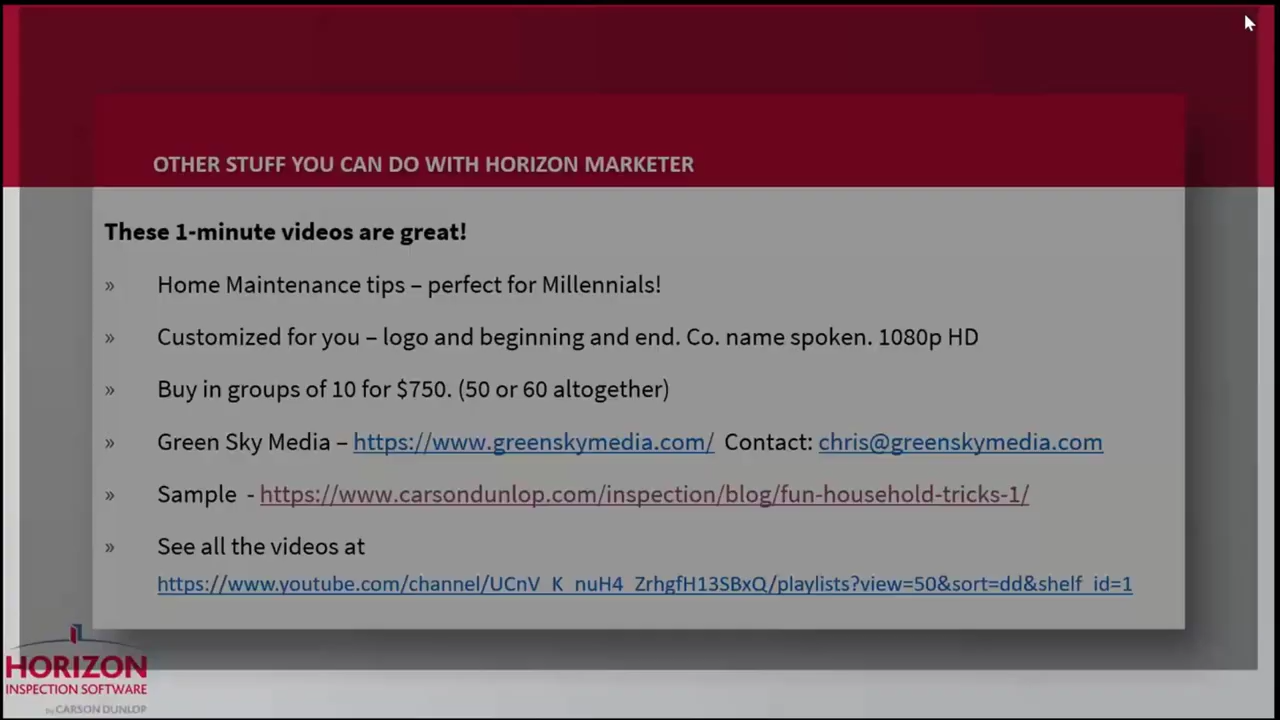 OTHER STUFF YOU CAN DO WITH HORIZON MARKETER
These 1-minute videos are great!
» Home Maintenance tips – perfect for Millennials!
» Customized for you – logo and beginning and end. Co. name spoken. 1080p HD
» Buy in groups of 10 for $750. (50 or 60 altogether)
» Green Sky Media – https://www.greenskymedia.com/ Contact: chris@greenskymedia.com
» Sample - https://www.carsondunlop.com/inspection/blog/fun-household-tricks-1/
» See all the videos at
https://www.youtube.com/channel/UCnV_K_nuH4_ZrhgfH13SBxQ/playlists?view=50&sort=dd&shelf_id=1
HORIZON
INSPECTION SOFTWARE
by CARSON DUNLOP